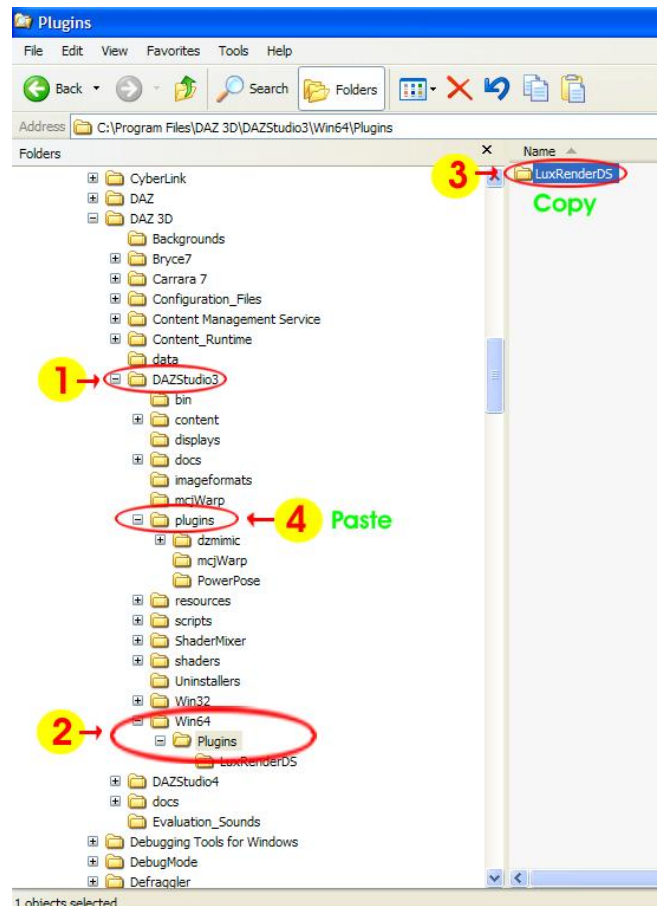 Plugins
File Edit View Favorites Tools Help
Back Search Folders
Address C:\Program Files\DAZ 3D\DAZStudio3\Win64\Plugins
Folders × Name
CyberLink 3 LuxRenderDS
DAZ Copy
DAZ 3D
Backgrounds
Bryce7
Carrara 7
Configuration_Files
Content Management Service
Content_Runtime
data
1 DAZStudio3
bin
content
displays
docs
imageformats
mcjWarp
plugins 4 Paste
dzmimic
mcjWarp
PowerPose
resources
scripts
ShaderMixer
shaders
Uninstallers
Win32
2 Win64
Plugins
LuxRenderDS
DAZStudio4
docs
Evaluation_Sounds
Debugging Tools for Windows
DebugMode
Defraggler
1 objects selected